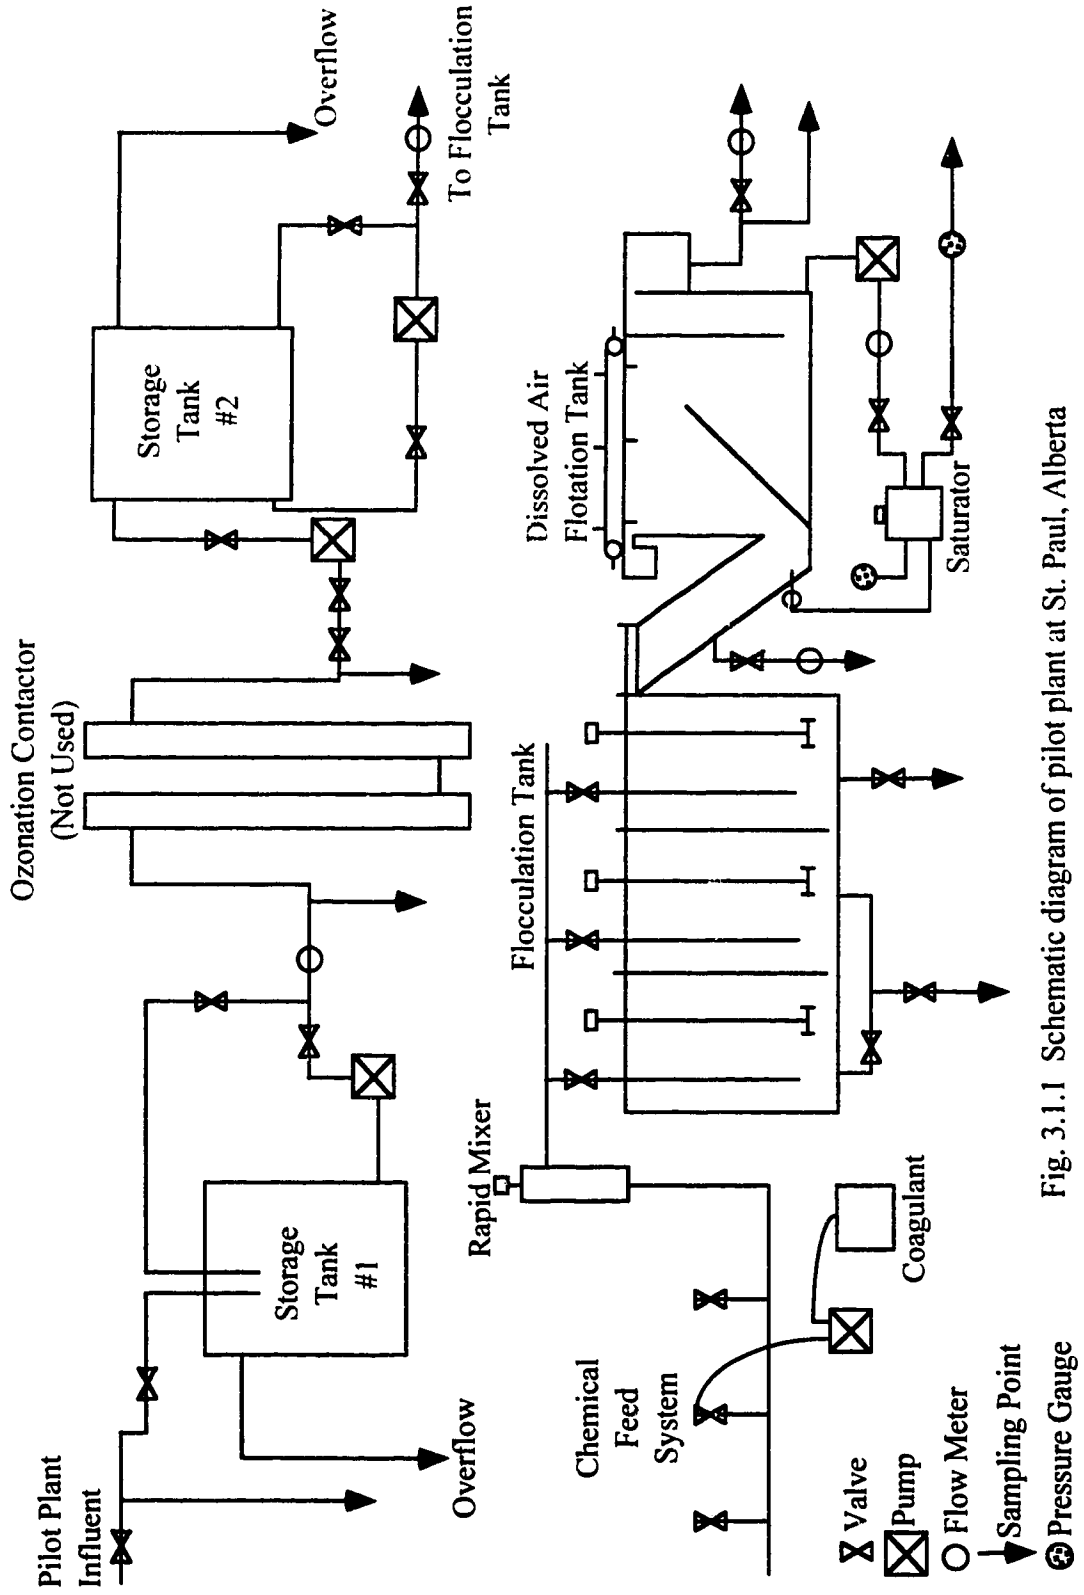 Pilot Plant
Influent
Overflow
Storage
Tank
#1
Ozonation Contactor
(Not Used)
Storage
Tank
#2
Overflow
To Flocculation
Tank
Chemical
Feed
System
Coagulant
Rapid Mixer
Flocculation Tank
Dissolved Air
Flotation Tank
Saturator
Valve
Pump
Flow Meter
Sampling Point
Pressure Gauge
Fig. 3.1.1 Schematic diagram of pilot plant at St. Paul, Alberta